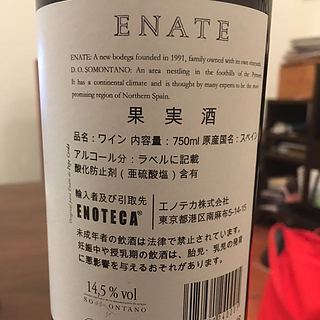 ENATE
ENATE: A new bodega founded in 1991, family owned with its own vineyards.
D. O. SOMONTANO: An area nestling in the foothills of the Pyrenees.
It has a continental climate and is thought by many experts to be the most
promising region of Northern Spain.
果実酒
品名：ワイン 内容量：750ml 原産国名：スペイン
アルコール分：ラベルに記載
酸化防止剤（亜硫酸塩）含有
輸入者及び引取先
ENOTECA®
エノテカ株式会社
東京都港区南麻布5-14-15
未成年者の飲酒は法律で禁止されています。
妊娠中や授乳期の飲酒は、胎児・乳児の発育
に悪影響を与えるおそれがあります。
14,5% vol
SOMONTANO